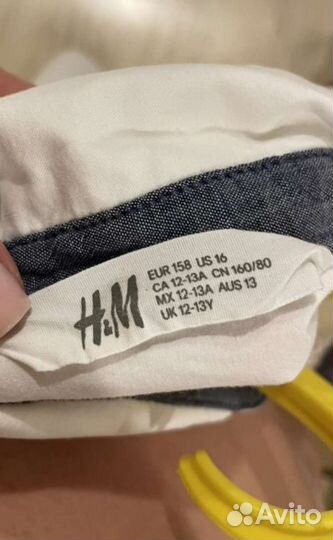 H&M
EUR 158 US 16
CA 12-13A CN 160/80
MX 12-13A AUS 13
UK 12-13Y
Avito